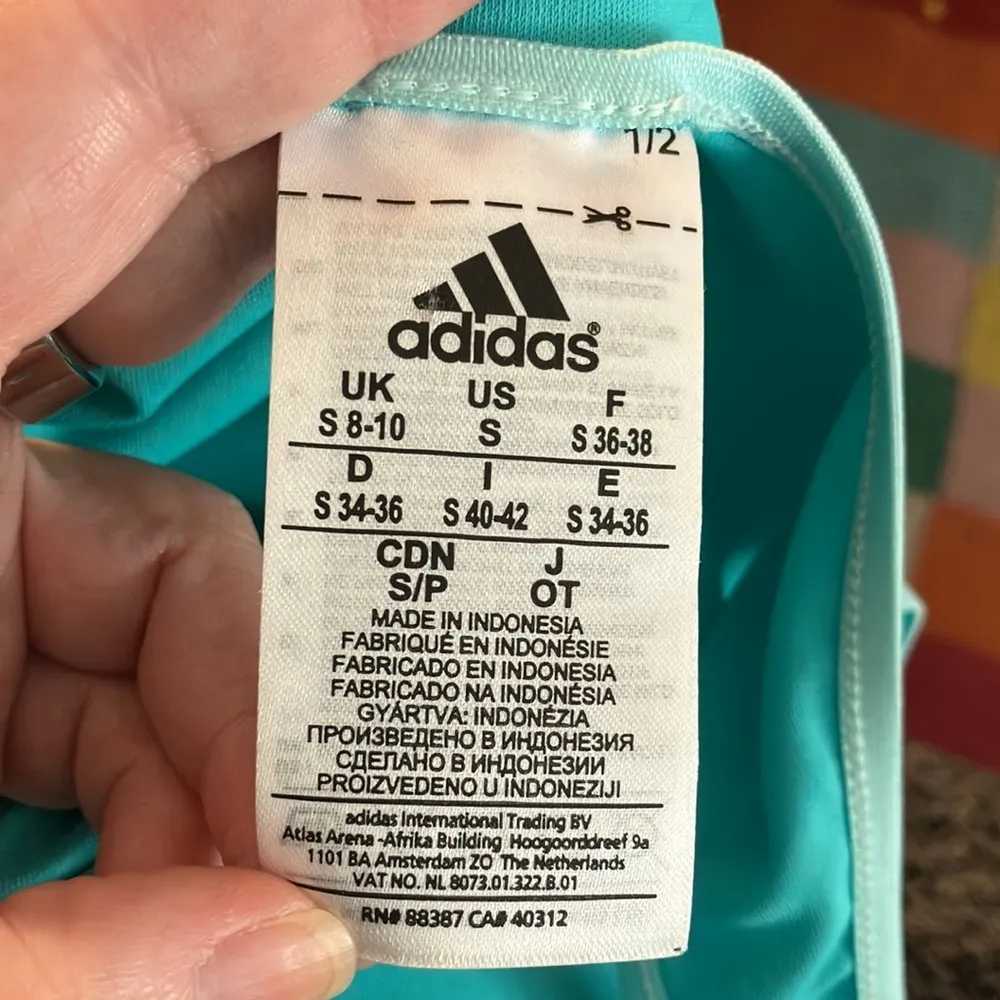 1/2
adidas®
UK US F
S 8-10 S S 36-38
D I E
S 34-36 S 40-42 S 34-36
CDN J
S/P OT
MADE IN INDONESIA
FABRIQUÉ EN INDONÉSIE
FABRICADO EN INDONESIA
FABRICADO NA INDONÉSIA
GYÁRTVA: INDONÉZIA
ПРОИЗВЕДЕНО В ИНДОНЕЗИЯ
СДЕЛАНО В ИНДОНЕЗИИ
PROIZVEDENO U INDONEZIJI
adidas International Trading BV
Atlas Arena -Afrika Building Hoogoorddreef 9a
1101 BA Amsterdam ZO The Netherlands
VAT NO. NL 8073.01.322.B.01
RN# 88387 CA# 40312